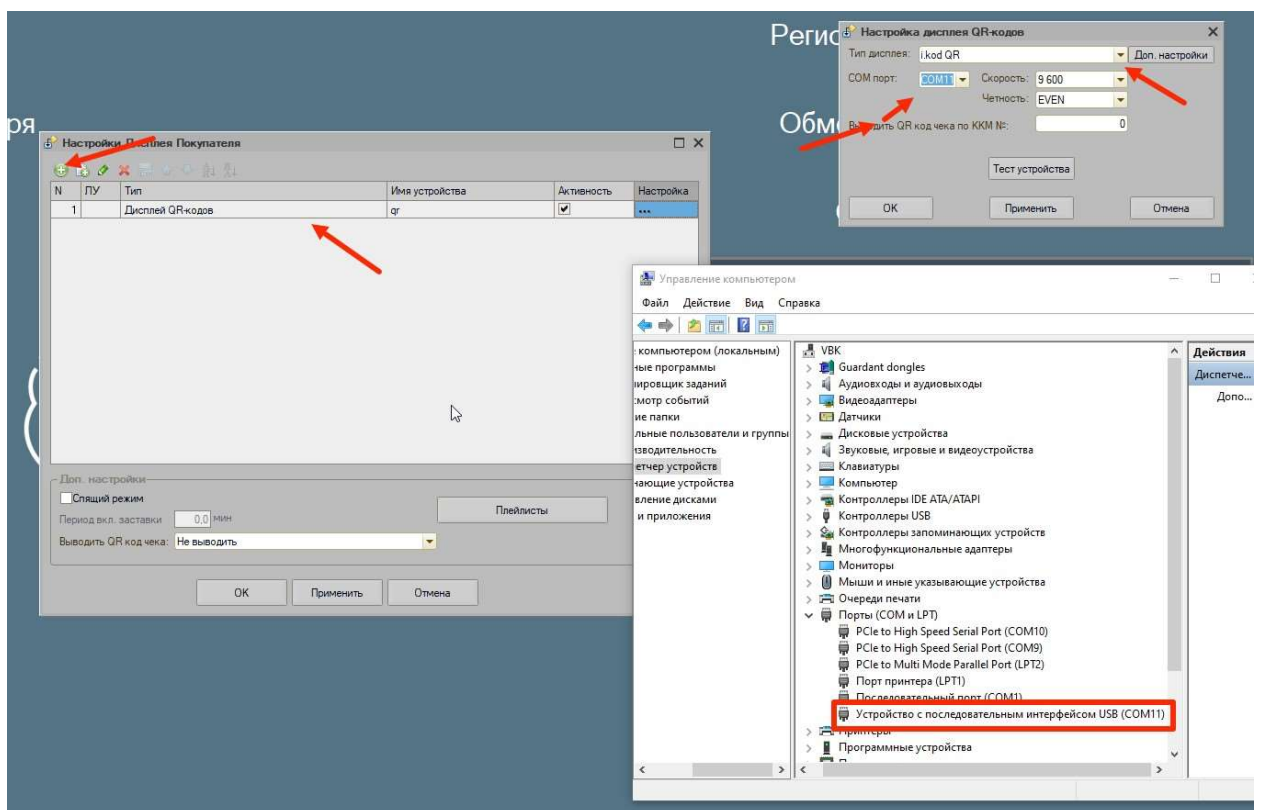 Настройка дисплея QR-кодов
Тип дисплея: i.kod QR Доп. настройки
COM порт: COM11 Скорость: 9 600
Четность: EVEN
QR код чека по ККМ №: 0
Тест устройства
OK Применить Отмена
ря
Настройки Дисплея Покупателя
N ПУ Тип Имя устройства Активность Настройка
1 Дисплей QR-кодов qr ...
Доп. настройки
Спящий режим
Период вкл. заставки 0,0 мин
Плейлисты
Выводить QR код чека: Не выводить
OK Применить Отмена
Управление компьютером
Файл Действие Вид Справка
компьютером (локальным)
ные программы
ировщик заданий
смотр событий
ие папки
льные пользователи и группы
изводительность
етчер устройств
нающие устройства
вление дисками
и приложения
VBK
Guardant dongles
Аудиовходы и аудиовыходы
Видеоадаптеры
Датчики
Дисковые устройства
Звуковые, игровые и видеоустройства
Клавиатуры
Компьютер
Контроллеры IDE ATA/ATAPI
Контроллеры USB
Контроллеры запоминающих устройств
Многофункциональные адаптеры
Мониторы
Мыши и иные указывающие устройства
Очереди печати
Порты (COM и LPT)
PCIe to High Speed Serial Port (COM10)
PCIe to High Speed Serial Port (COM9)
PCIe to Multi Mode Parallel Port (LPT2)
Порт принтера (LPT1)
Последовательный порт (COM1)
Устройство с последовательным интерфейсом USB (COM11)
Принтеры
Программные устройства
Действия
Диспетче...
Допо...